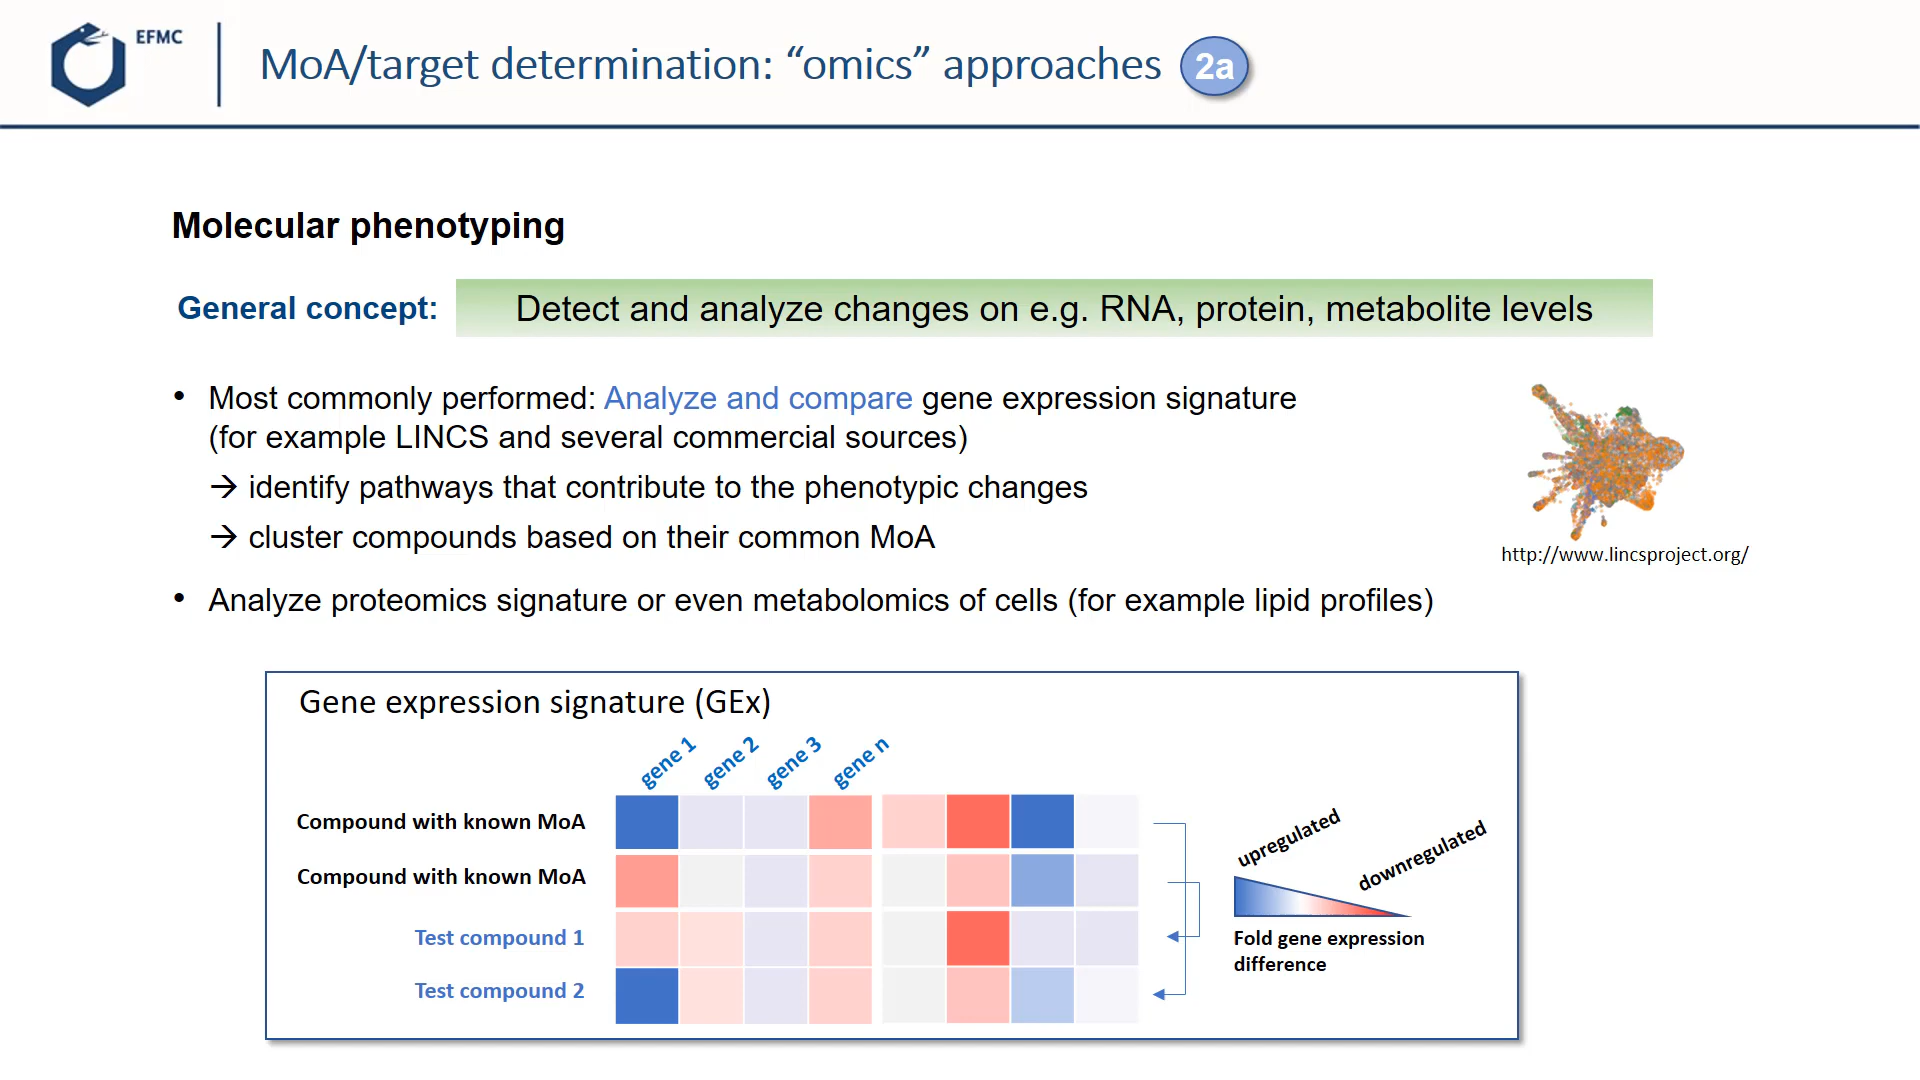 EFMC
MoA/target determination: “omics” approaches
2a
Molecular phenotyping
General concept:
Detect and analyze changes on e.g. RNA, protein, metabolite levels
• Most commonly performed: Analyze and compare gene expression signature
(for example LINCS and several commercial sources)
→ identify pathways that contribute to the phenotypic changes
→ cluster compounds based on their common MoA
http://www.lincsproject.org/
• Analyze proteomics signature or even metabolomics of cells (for example lipid profiles)
Gene expression signature (GEx)
gene 1
gene 2
gene 3
gene n
Compound with known MoA
Compound with known MoA
Test compound 1
Test compound 2
upregulated
downregulated
Fold gene expression
difference